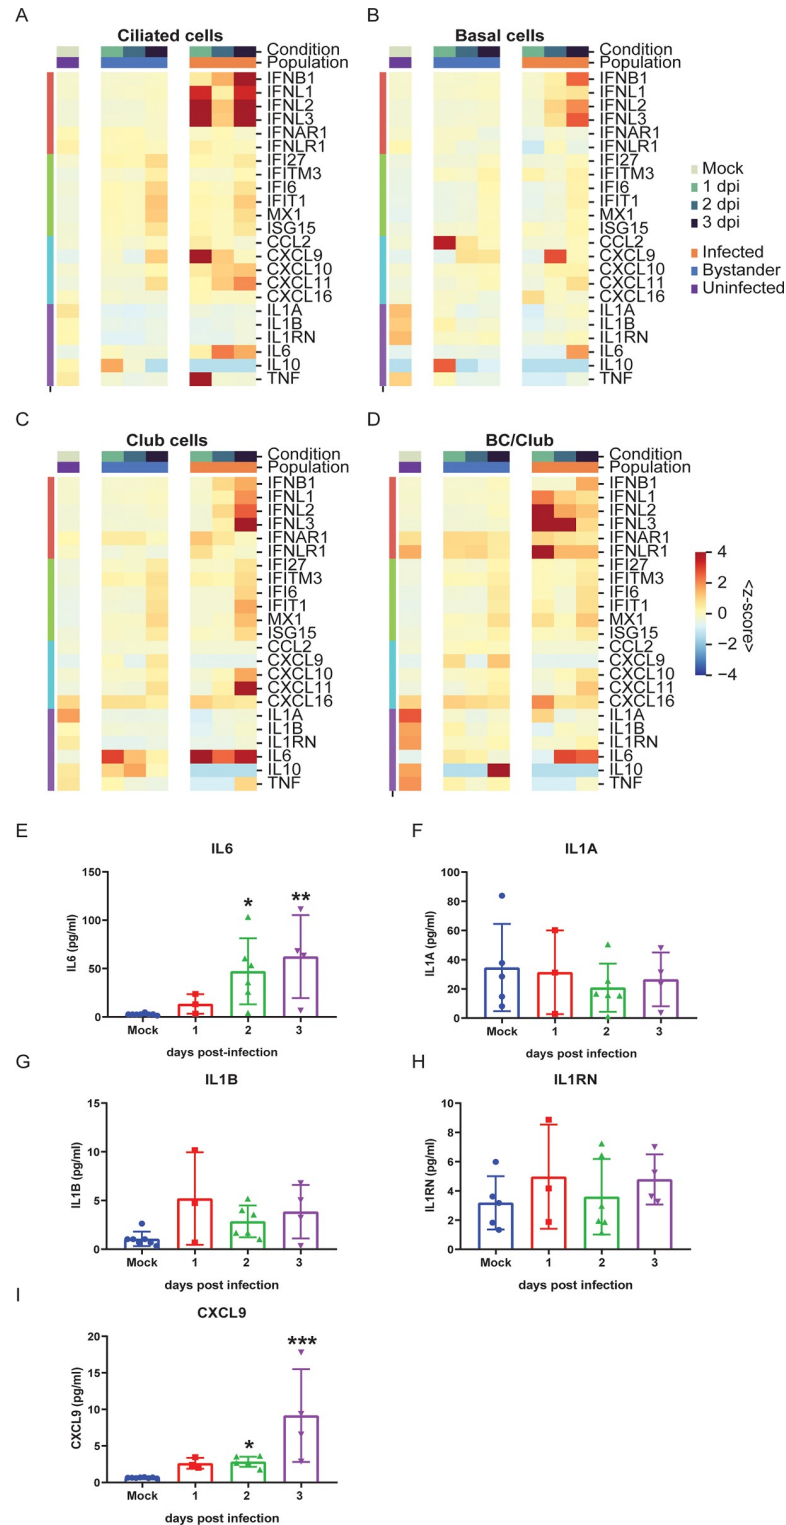 A
Ciliated cells
Condition
Population
IFNB1
IFNL1
IFNL2
IFNL3
IFNAR1
IFNLR1
IFI27
IFITM3
IFI6
IFIT1
MX1
ISG15
CCL2
CXCL9
CXCL10
CXCL11
CXCL16
IL1A
IL1B
IL1RN
IL6
IL10
TNF
B
Basal cells
Condition
Population
IFNB1
IFNL1
IFNL2
IFNL3
IFNAR1
IFNLR1
IFI27
IFITM3
IFI6
IFIT1
MX1
ISG15
CCL2
CXCL9
CXCL10
CXCL11
CXCL16
IL1A
IL1B
IL1RN
IL6
IL10
TNF
Mock
1 dpi
2 dpi
3 dpi
Infected
Bystander
Uninfected
C
Club cells
Condition
Population
IFNB1
IFNL1
IFNL2
IFNL3
IFNAR1
IFNLR1
IFI27
IFITM3
IFI6
IFIT1
MX1
ISG15
CCL2
CXCL9
CXCL10
CXCL11
CXCL16
IL1A
IL1B
IL1RN
IL6
IL10
TNF
D
BC/Club
Condition
Population
IFNB1
IFNL1
IFNL2
IFNL3
IFNAR1
IFNLR1
IFI27
IFITM3
IFI6
IFIT1
MX1
ISG15
CCL2
CXCL9
CXCL10
CXCL11
CXCL16
IL1A
IL1B
IL1RN
IL6
IL10
TNF
4
2
0
−2
−4
<z-score>
E
IL6
IL6 (pg/ml)
150
100
50
0
* **
Mock 1 2 3
days post-infection
F
IL1A
IL1A (pg/ml)
100
80
60
40
20
0
Mock 1 2 3
days post infection
G
IL1B
IL1B (pg/ml)
15
10
5
0
Mock 1 2 3
days post infection
H
IL1RN
IL1RN (pg/ml)
10
8
6
4
2
0
Mock 1 2 3
days post infection
I
CXCL9
CXCL9 (pg/ml)
20
15
10
5
0
* ***
Mock 1 2 3
days post infection